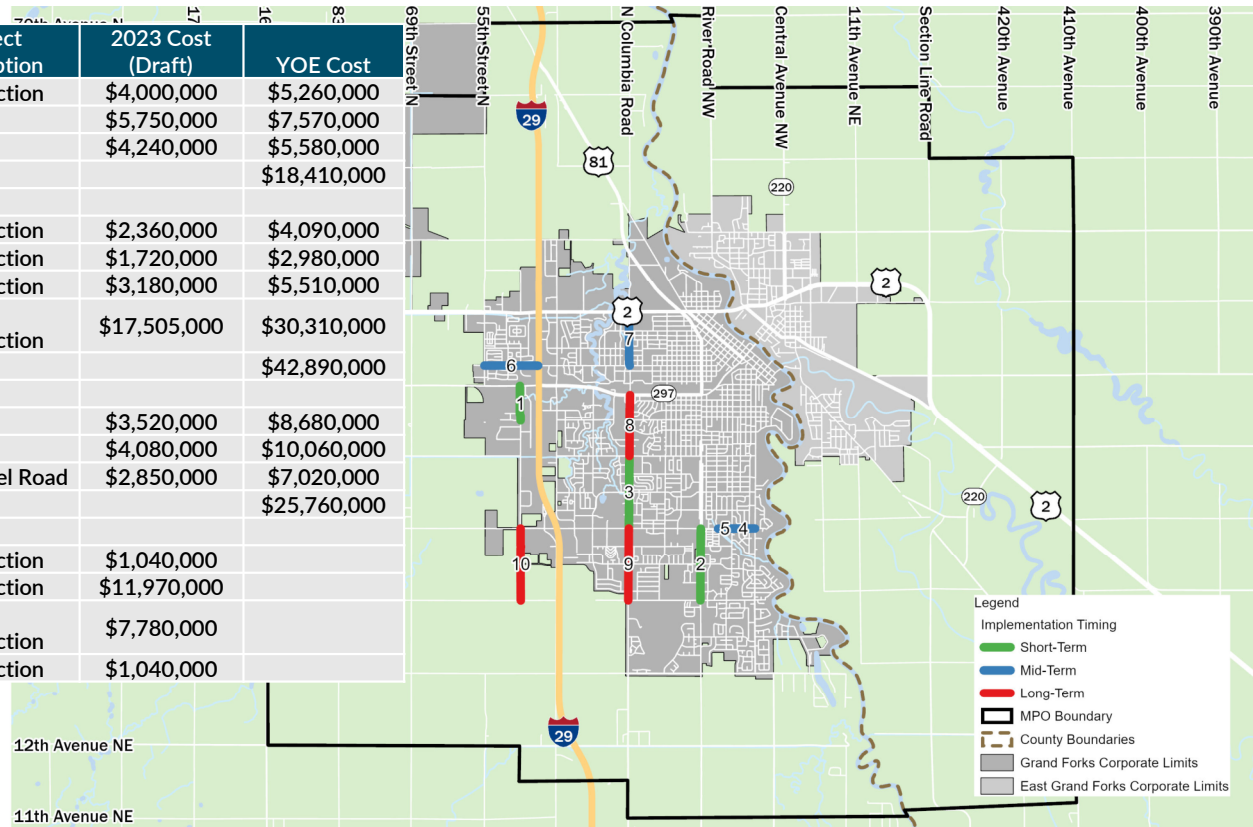 ect 2023 Cost
ption (Draft) YOE Cost
ction $4,000,000 $5,260,000
$5,750,000 $7,570,000
$4,240,000 $5,580,000
$18,410,000
ction $2,360,000 $4,090,000
ction $1,720,000 $2,980,000
ction $3,180,000 $5,510,000
ction $17,505,000 $30,310,000
$42,890,000
$3,520,000 $8,680,000
$4,080,000 $10,060,000
el Road $2,850,000 $7,020,000
$25,760,000
ction $1,040,000
ction $11,970,000
ction $7,780,000
ction $1,040,000
69th Street N
55th Street N
N Columbia Road
River Road NW
Central Avenue NW
11th Avenue NE
Section Line Road
420th Avenue
410th Avenue
400th Avenue
390th Avenue
29
81
220
2
2
7
6
297
1
8
3
220
2
5 4
10
9
2
29
12th Avenue NE
11th Avenue NE
Legend
Implementation Timing
Short-Term
Mid-Term
Long-Term
MPO Boundary
County Boundaries
Grand Forks Corporate Limits
East Grand Forks Corporate Limits